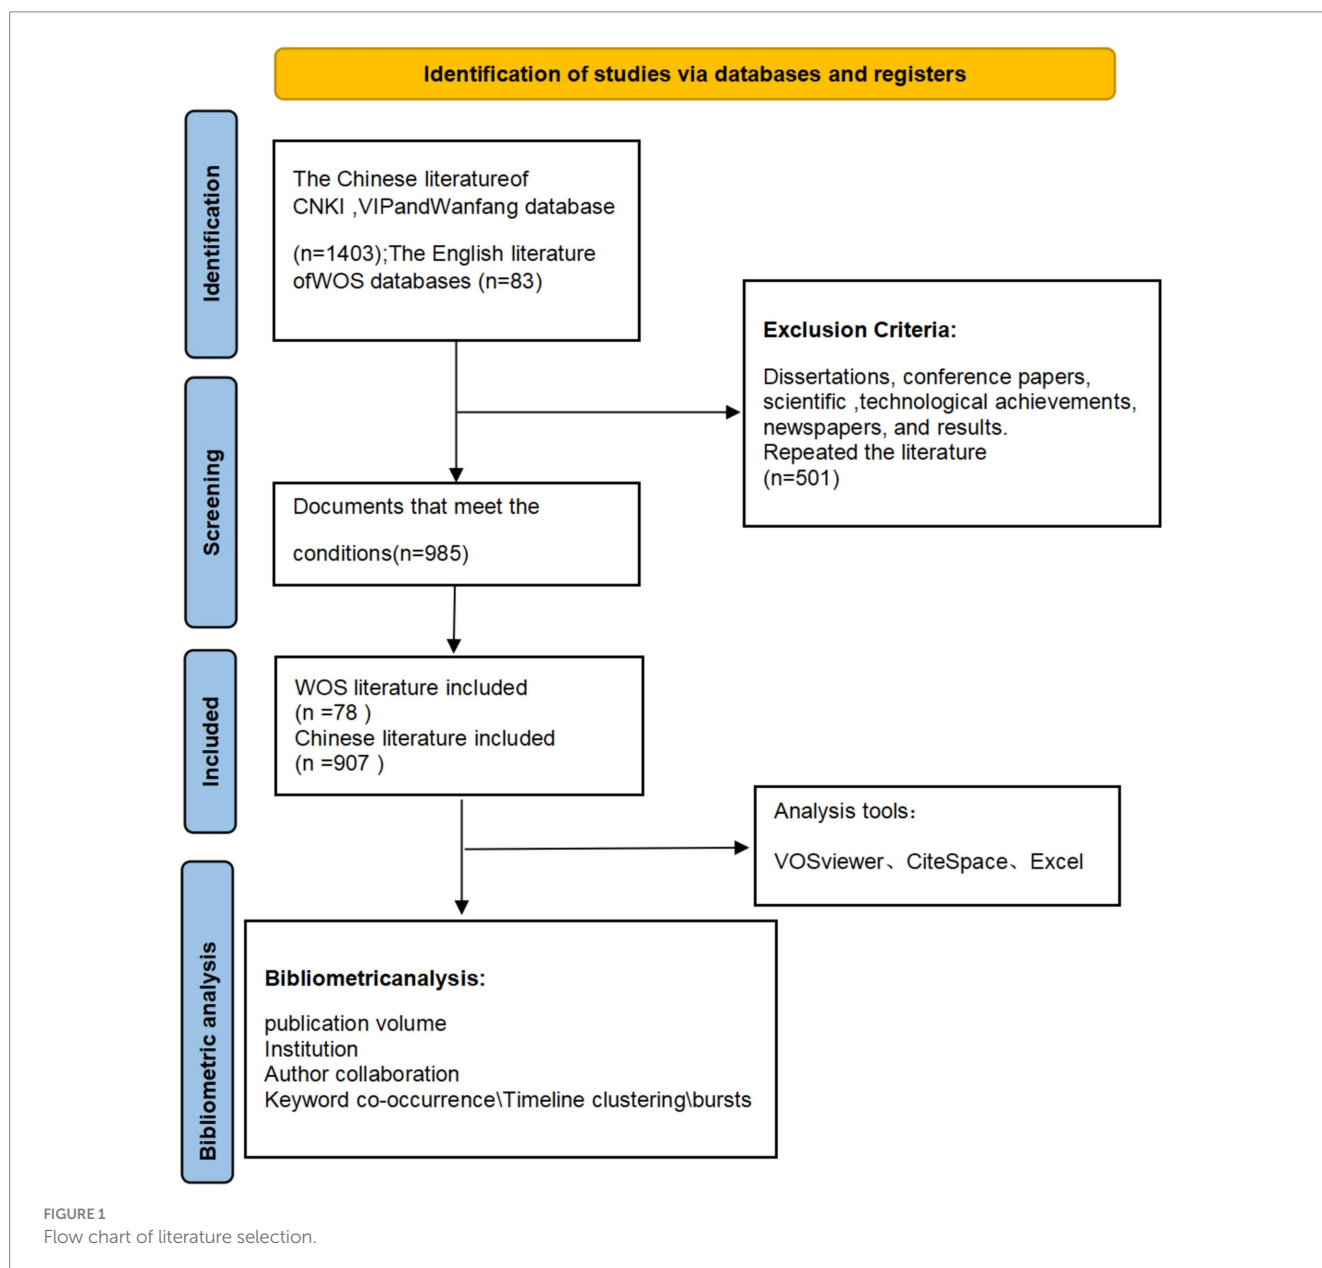 Identification of studies via databases and registers
Identification
The Chinese literatureof
CNKI ,VIPandWanfang database
(n=1403);The English literature
ofWOS databases (n=83)
Exclusion Criteria:
Dissertations, conference papers,
scientific ,technological achievements,
newspapers, and results.
Repeated the literature
(n=501)
Screening
Documents that meet the
conditions(n=985)
Included
WOS literature included
(n =78 )
Chinese literature included
(n =907 )
Analysis tools：
VOSviewer、CiteSpace、Excel
Bibliometric analysis
Bibliometricanalysis:
publication volume
Institution
Author collaboration
Keyword co-occurrence\Timeline clustering\bursts
FIGURE 1
Flow chart of literature selection.